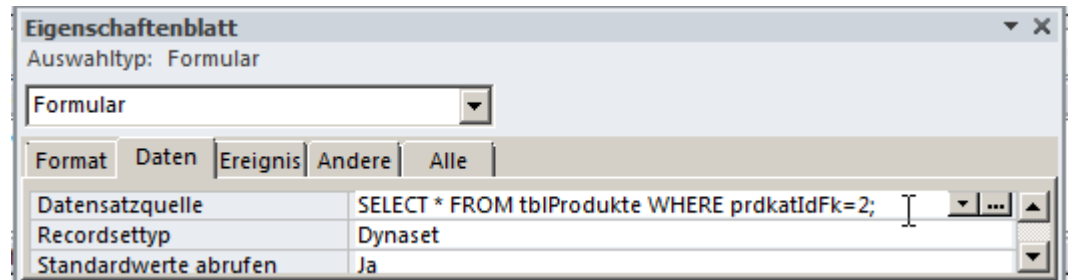 Eigenschaftenblatt
Auswahltyp: Formular
Formular
Format Daten Ereignis Andere Alle
Datensatzquelle SELECT * FROM tblProdukte WHERE prdkatIdFk=2;
Recordsettyp Dynaset
Standardwerte abrufen Ja